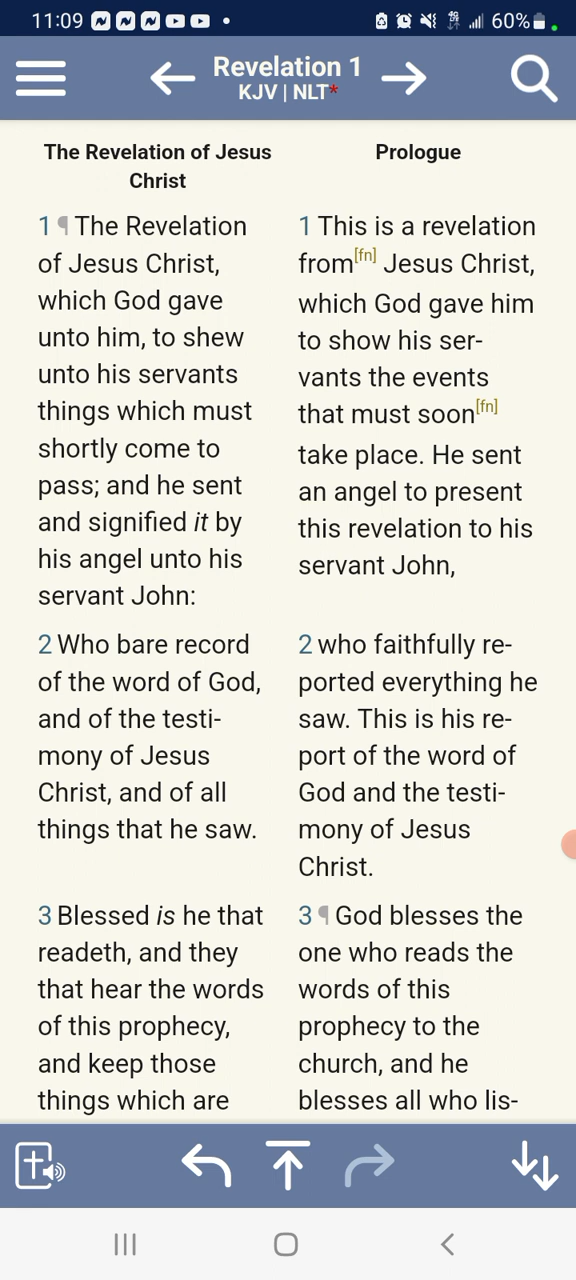 11:09
4G
60%
Revelation 1
KJV | NLT*
The Revelation of Jesus
Christ
1 ¶ The Revelation
of Jesus Christ,
which God gave
unto him, to shew
unto his servants
things which must
shortly come to
pass; and he sent
and signified it by
his angel unto his
servant John:
2 Who bare record
of the word of God,
and of the testi-
mony of Jesus
Christ, and of all
things that he saw.
3 Blessed is he that
readeth, and they
that hear the words
of this prophecy,
and keep those
things which are
Prologue
1 This is a revelation
from[fn] Jesus Christ,
which God gave him
to show his ser-
vants the events
that must soon[fn]
take place. He sent
an angel to present
this revelation to his
servant John,
2 who faithfully re-
ported everything he
saw. This is his re-
port of the word of
God and the testi-
mony of Jesus
Christ.
3 ¶ God blesses the
one who reads the
words of this
prophecy to the
church, and he
blesses all who lis-